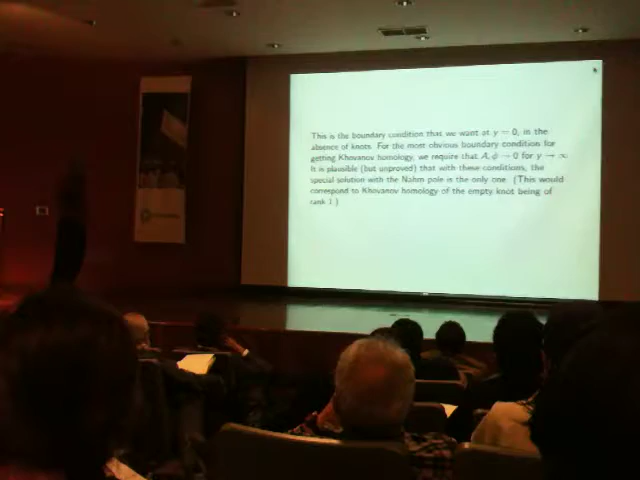 This is the boundary condition that we want at y = 0, in the
absence of knots. For the most obvious boundary condition for
getting Khovanov homology, we require that A, φ → 0 for y → ∞
It is plausible (but unproved) that with these conditions, the
special solution with the Nahm pole is the only one. (This would
correspond to Khovanov homology of the empty knot being of
rank 1.)